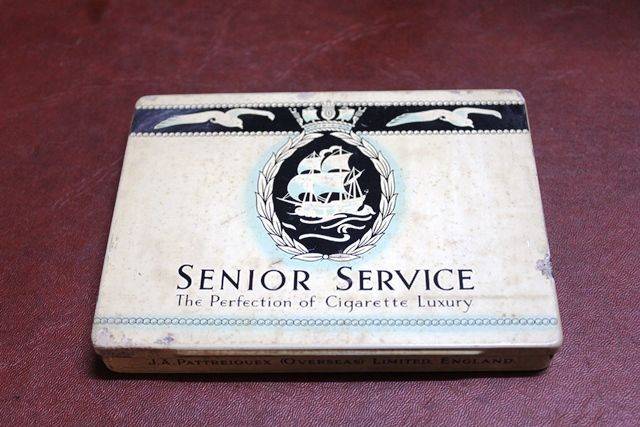 SENIOR SERVICE
The Perfection of Cigarette Luxury
J.A. PATTREIOUEX (OVERSEAS) LIMITED, ENGLAND.